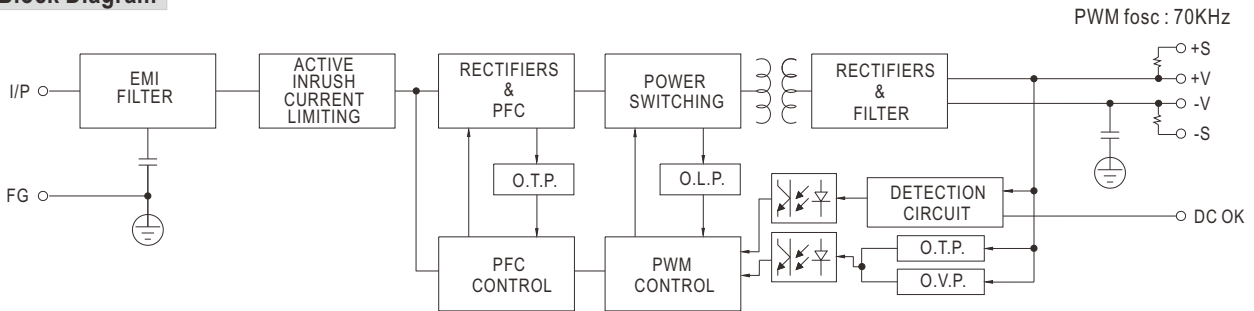 Block Diagram
PWM fosc : 70KHz
I/P
EMI
FILTER
ACTIVE
INRUSH
CURRENT
LIMITING
RECTIFIERS
&
PFC
POWER
SWITCHING
RECTIFIERS
&
FILTER
+S
+V
-V
-S
FG
O.T.P.
O.L.P.
DETECTION
CIRCUIT
DC OK
PFC
CONTROL
PWM
CONTROL
O.T.P.
O.V.P.